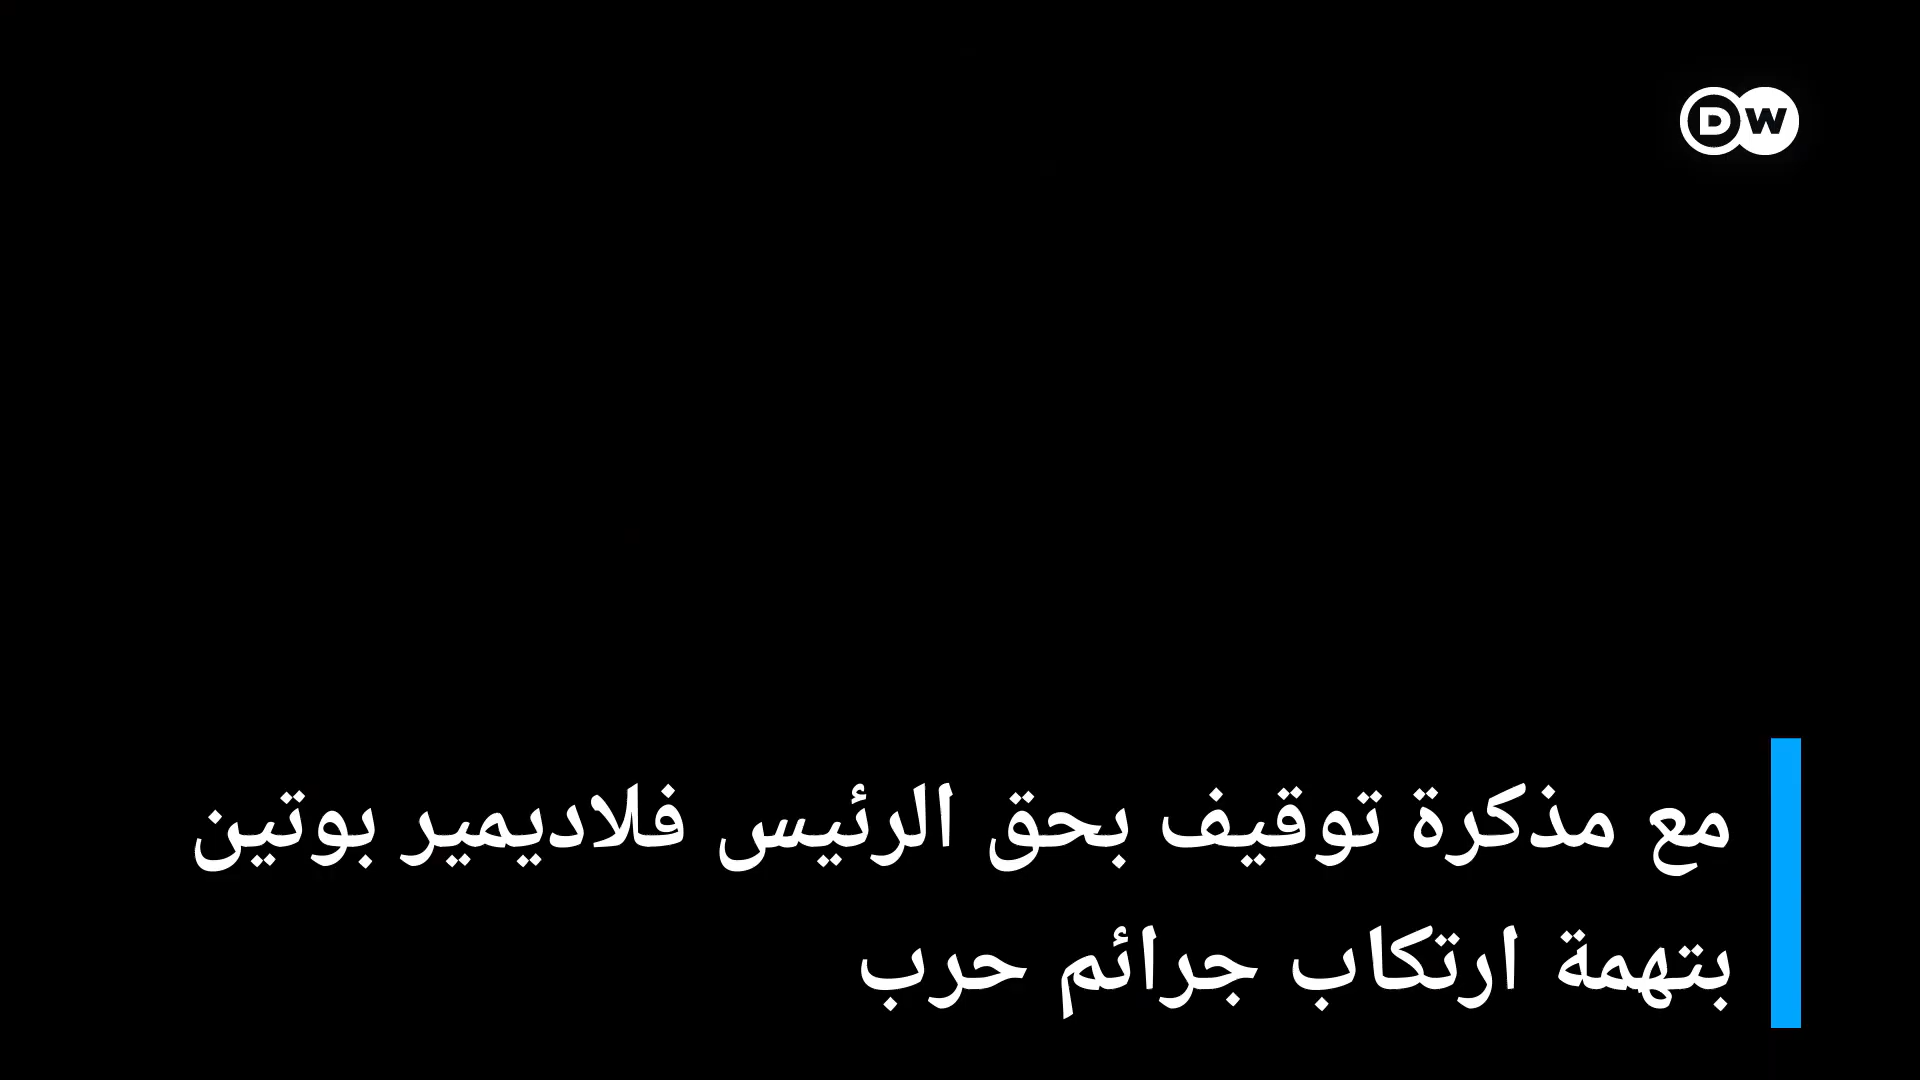 DW
مع مذكرة توقيف بحق الرئيس فلاديمير بوتين
بتهمة ارتكاب جرائم حرب